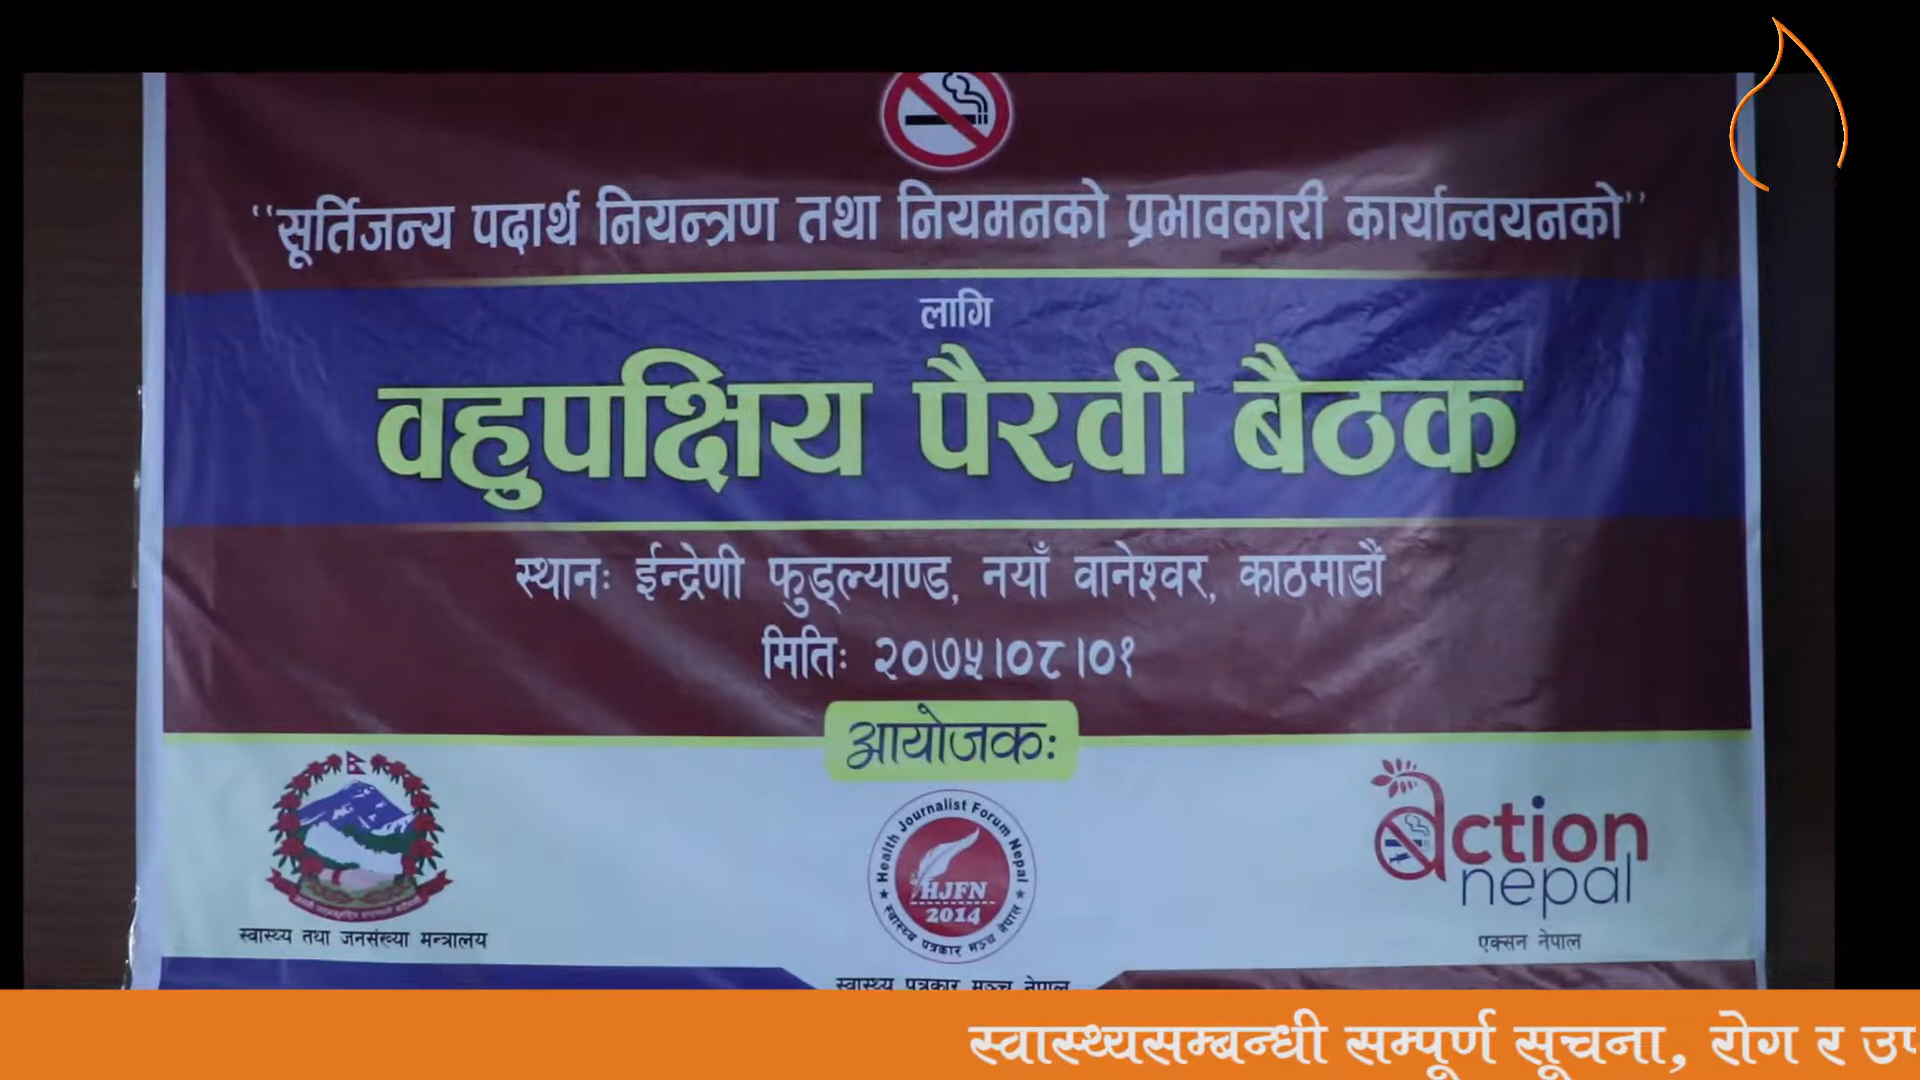 “सूर्तिजन्य पदार्थ नियन्त्रण तथा नियमनको प्रभावकारी कार्यान्वयनको”
लागि
वहुपक्षिय पैरवी बैठक
स्थानः ईन्द्रेणी फुड्ल्याण्ड, नयाँ वानेश्वर, काठमाडौं
मितिः २०७५।०८।०१
आयोजकः
Health Journalist Forum Nepal
HJFN
2014
स्वास्थ्य पत्रकार मञ्च नेपाल
action
nepal
स्वास्थ्य तथा जनसंख्या मन्त्रालय
एक्सन नेपाल
स्वास्थ्य पत्रकार मञ्च नेपाल
स्वास्थ्यसम्बन्धी सम्पूर्ण सूचना, रोग र